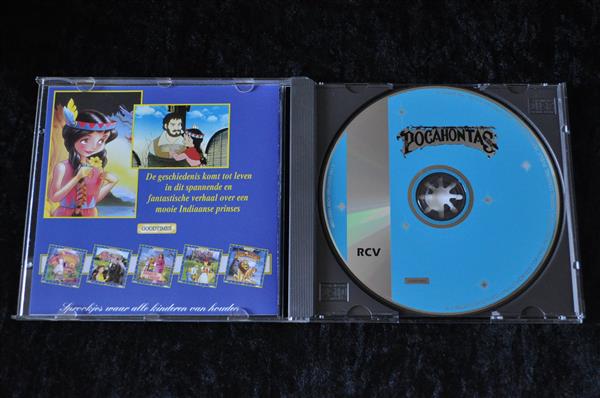 De geschiedenis komt tot leven
in dit spannende en
fantastische verhaal over een
mooie Indiaanse prinses
GOODTIMES
Sprookjes waar alle kinderen van houden
POCAHONTAS
RCV